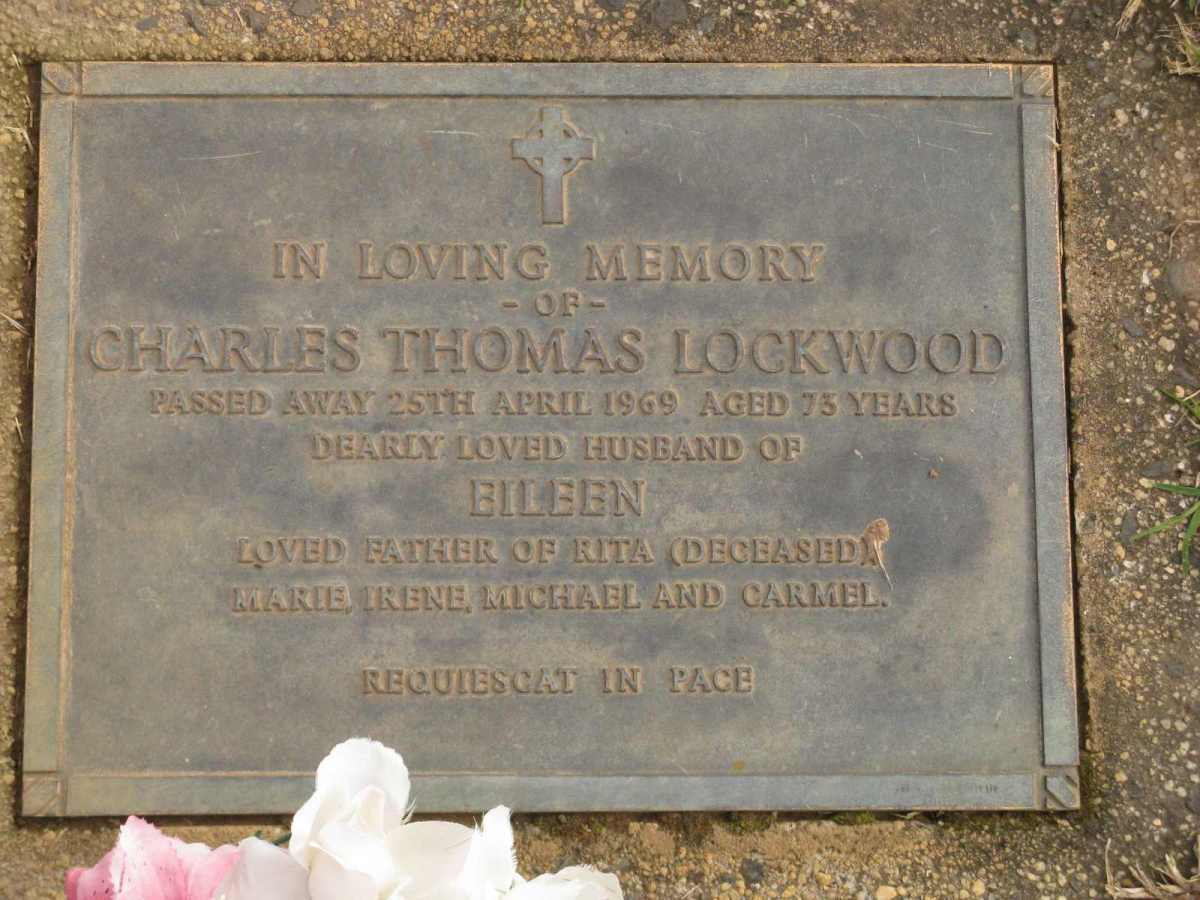 IN LOVING MEMORY
- OF -
CHARLES THOMAS LOCKWOOD
PASSED AWAY 25TH APRIL 1969 AGED 73 YEARS
DEARLY LOVED HUSBAND OF
EILEEN
LOVED FATHER OF RITA (DECEASED),
MARIE, IRENE, MICHAEL AND CARMEL.
REQUIESCAT IN PACE